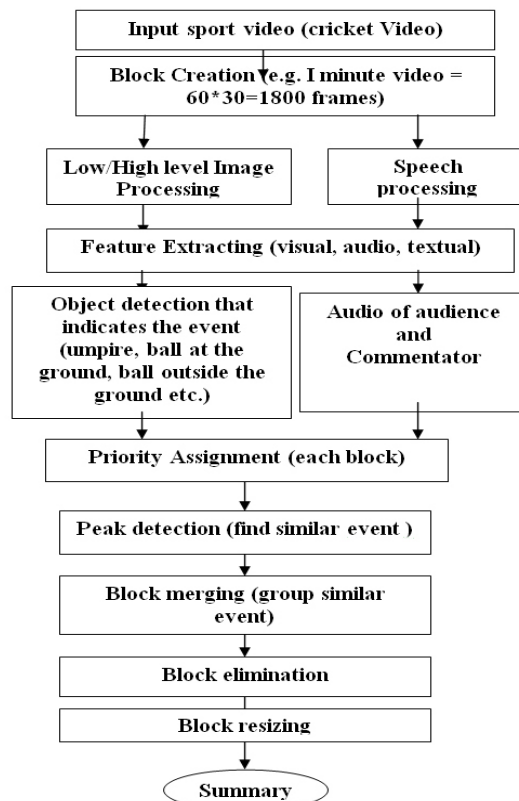 Input sport video (cricket Video)
Block Creation (e.g. I minute video =
60*30=1800 frames)
Low/High level Image
Processing
Speech
processing
Feature Extracting (visual, audio, textual)
Object detection that
indicates the event
(umpire, ball at the
ground, ball outside the
ground etc.)
Audio of audience
and
Commentator
Priority Assignment (each block)
Peak detection (find similar event )
Block merging (group similar
event)
Block elimination
Block resizing
Summary